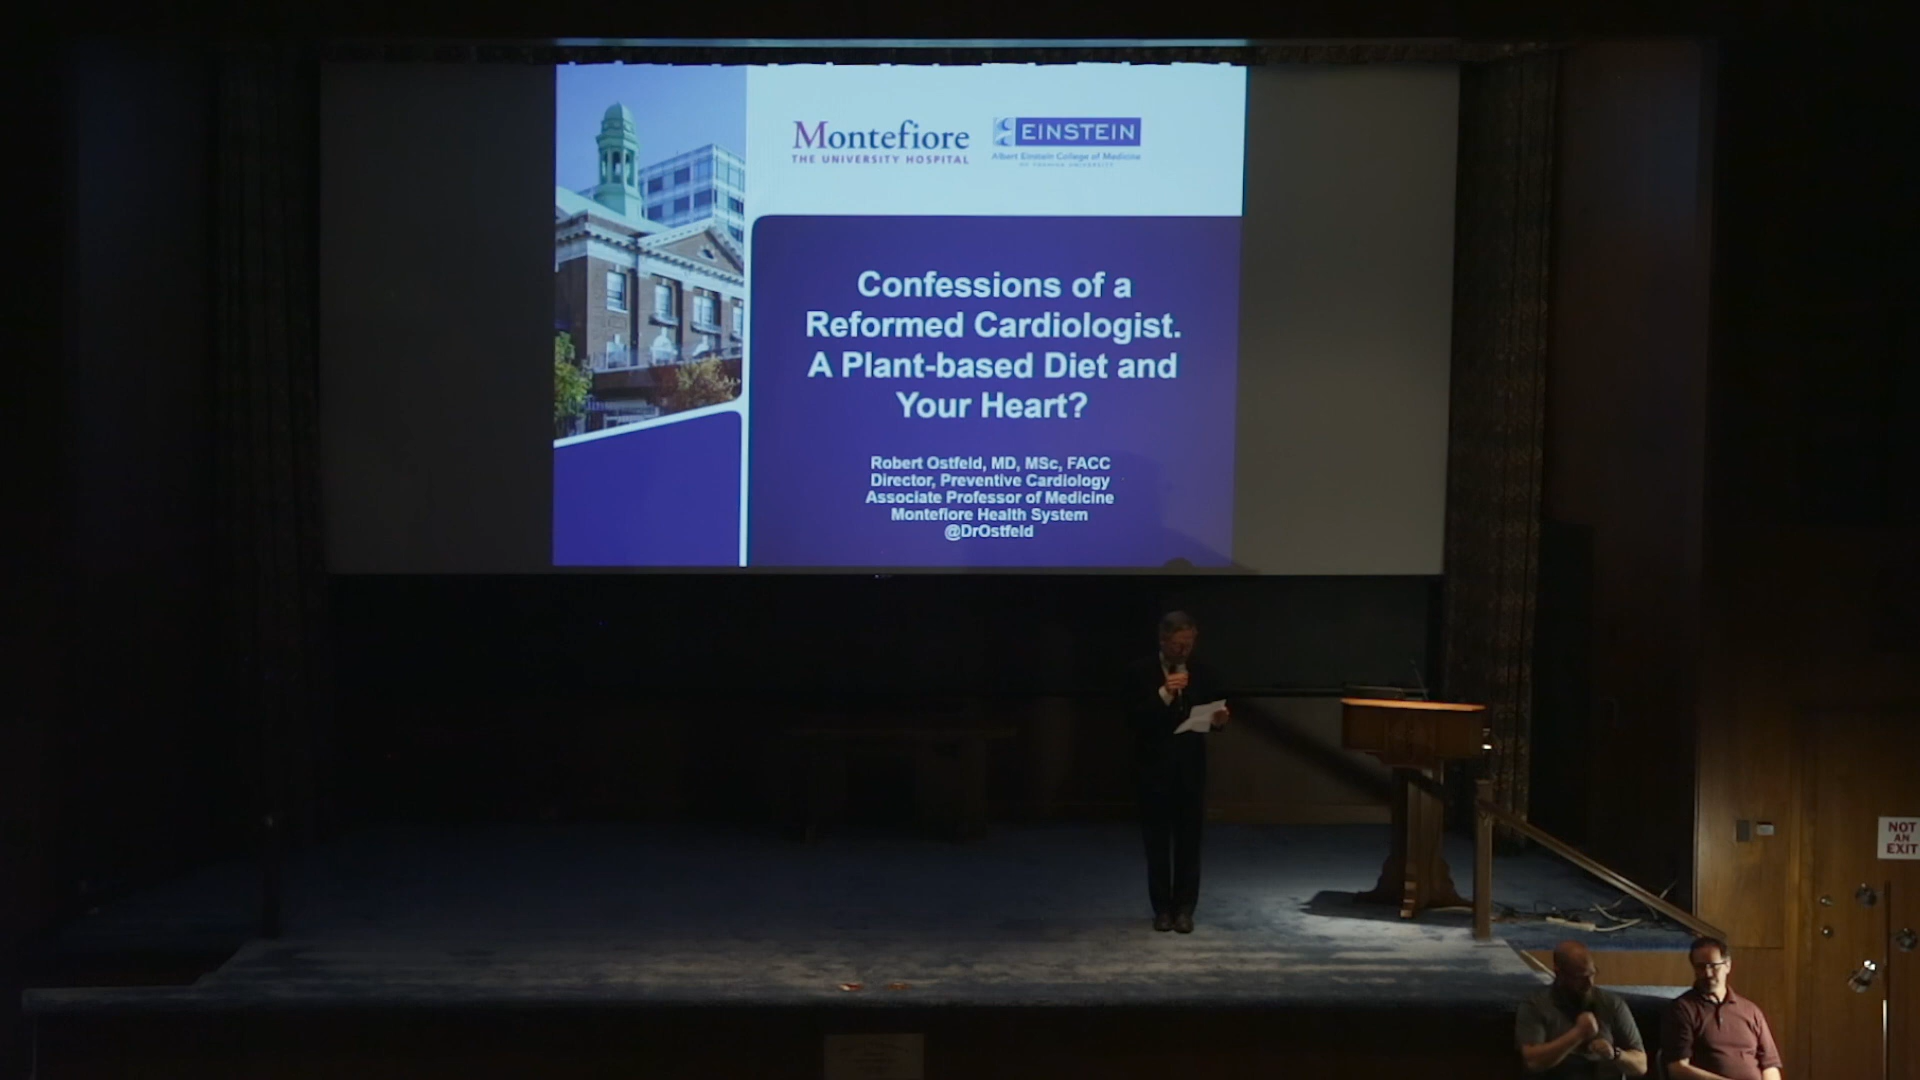 Montefiore
THE UNIVERSITY HOSPITAL
EINSTEIN
Albert Einstein College of Medicine
Confessions of a
Reformed Cardiologist.
A Plant-based Diet and
Your Heart?
Robert Ostfeld, MD, MSc, FACC
Director, Preventive Cardiology
Associate Professor of Medicine
Montefiore Health System
@DrOstfeld
NOT
AN
EXIT